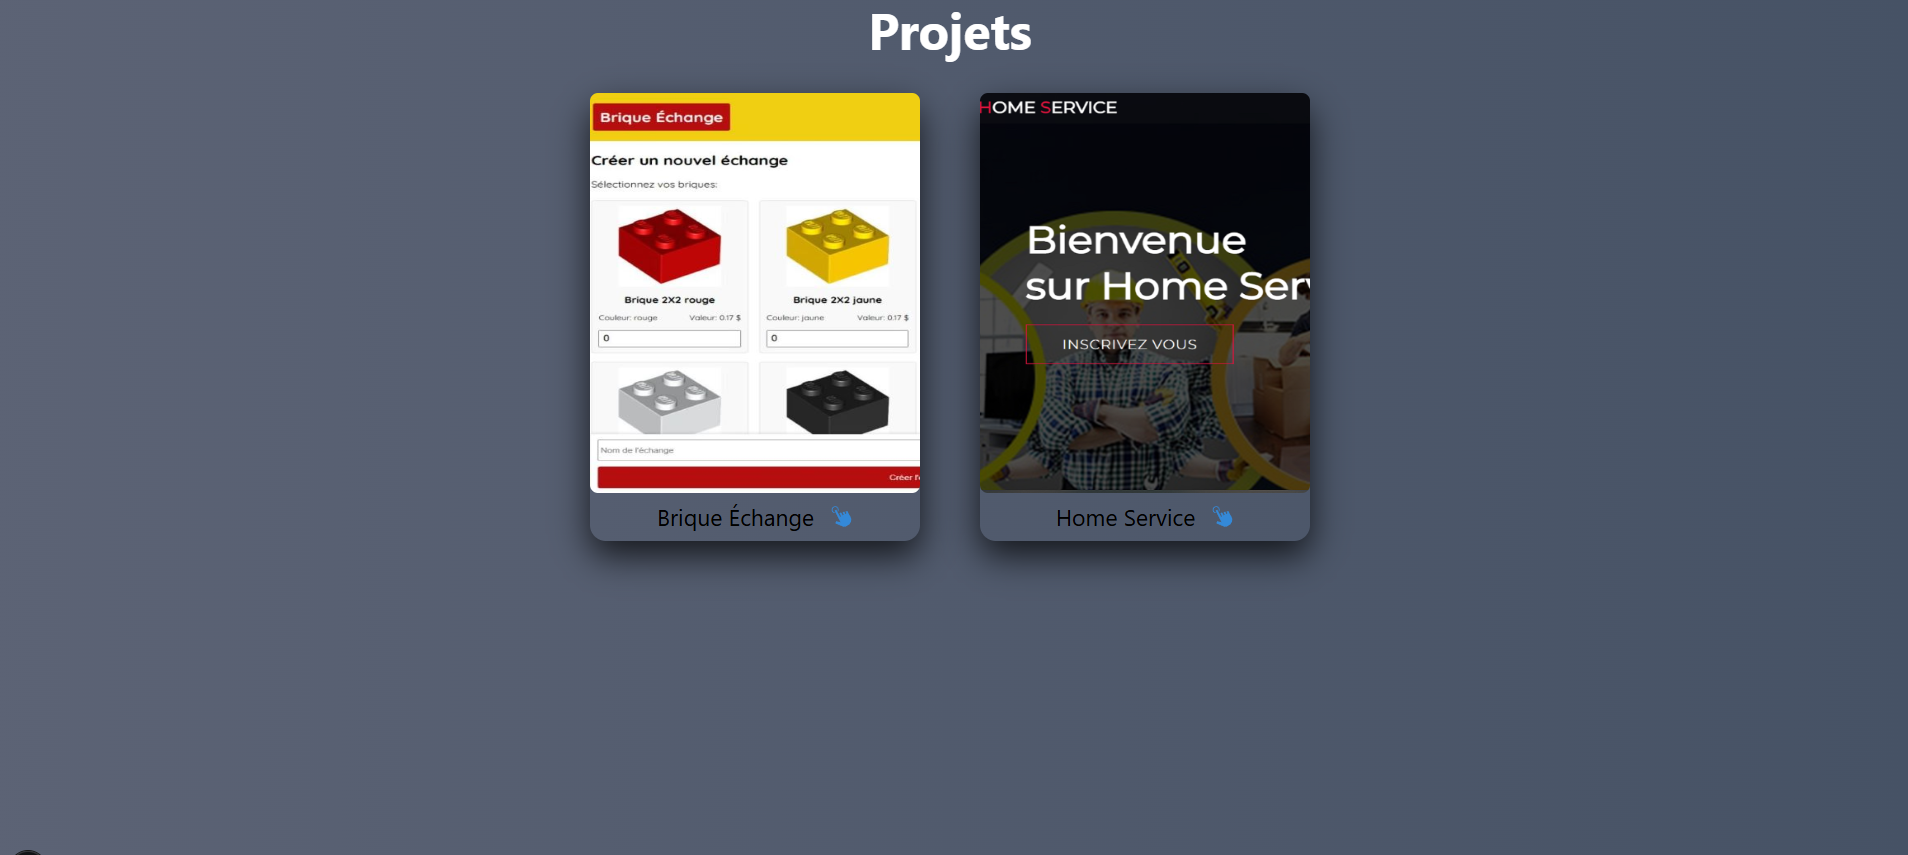 Projets
Brique Échange
Créer un nouvel échange
Sélectionnez vos briques:
Brique 2X2 rouge
Couleur: rouge Valeur: 0.17 $
0
Brique 2X2 jaune
Couleur: jaune Valeur: 0.17 $
0
Nom de l'échange
Créer l'
Brique Échange
HOME SERVICE
Bienvenue
sur Home Ser
INSCRIVEZ VOUS
Home Service